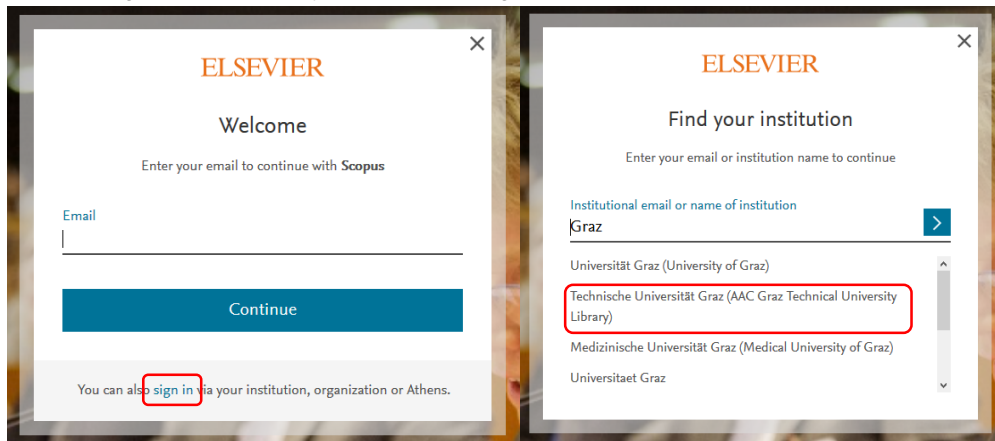 ELSEVIER
Welcome
Enter your email to continue with Scopus
Email
Continue
You can also sign in via your institution, organization or Athens.
ELSEVIER
Find your institution
Enter your email or institution name to continue
Institutional email or name of institution
Graz
Universität Graz (University of Graz)
Technische Universität Graz (AAC Graz Technical University
Library)
Medizinische Universität Graz (Medical University of Graz)
Universitaet Graz